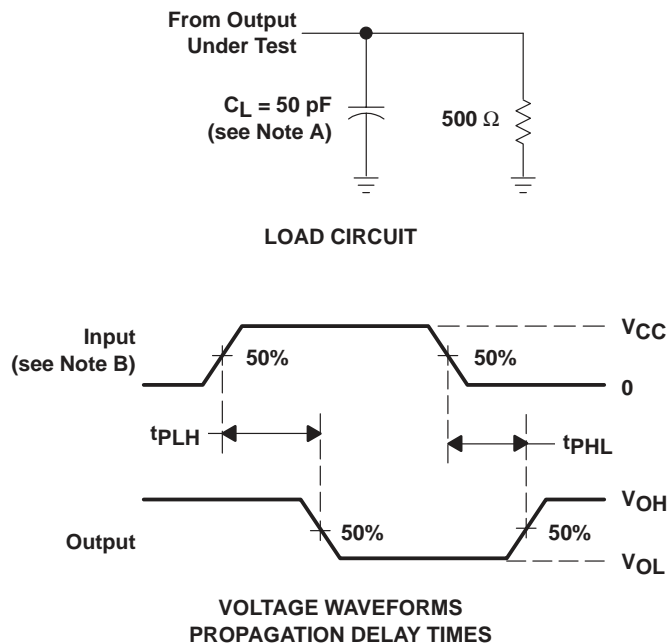 From Output
Under Test
CL = 50 pF
(see Note A)
500 Ω
LOAD CIRCUIT
Input
(see Note B)
50%
50%
VCC
0
tPLH
tPHL
Output
50%
50%
VOH
VOL
VOLTAGE WAVEFORMS
PROPAGATION DELAY TIMES